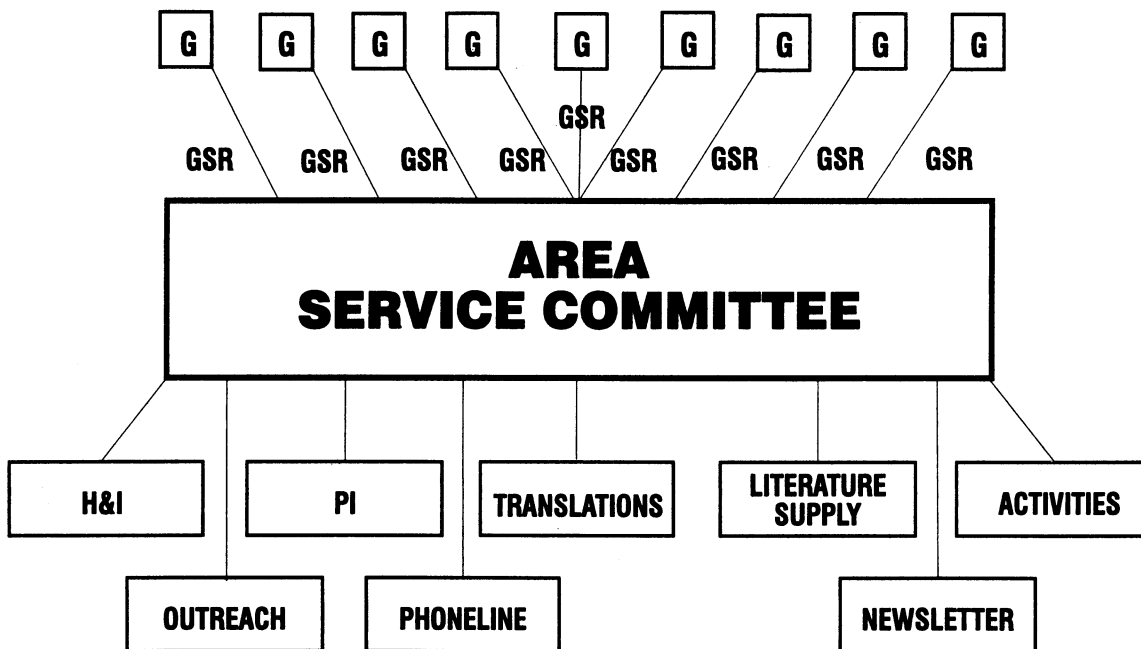 G G G G G G G G G
GSR
GSR GSR GSR GSR GSR GSR GSR GSR
AREA
SERVICE COMMITTEE
H&I PI TRANSLATIONS LITERATURE SUPPLY ACTIVITIES
OUTREACH PHONELINE NEWSLETTER